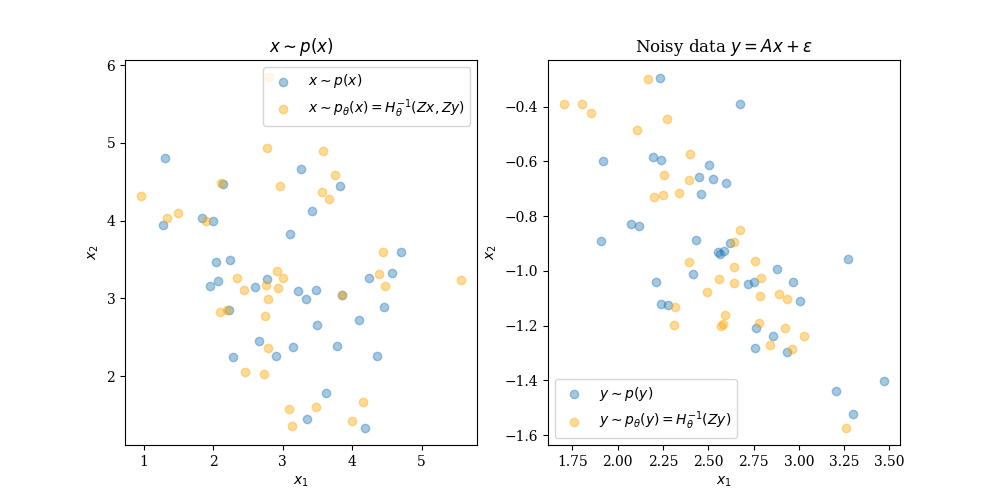 x ~ p(x)
x ~ p(x)
x ~ p_θ(x) = H_θ^{-1}(Zx, Zy)
6
5
4
3
2
x_2
1
2
3
4
5
x_1
Noisy data y = Ax + ε
−0.4
−0.6
−0.8
−1.0
−1.2
−1.4
−1.6
x_2
y ~ p(y)
y ~ p_θ(y) = H_θ^{-1}(Zy)
1.75
2.00
2.25
2.50
2.75
3.00
3.25
3.50
x_1